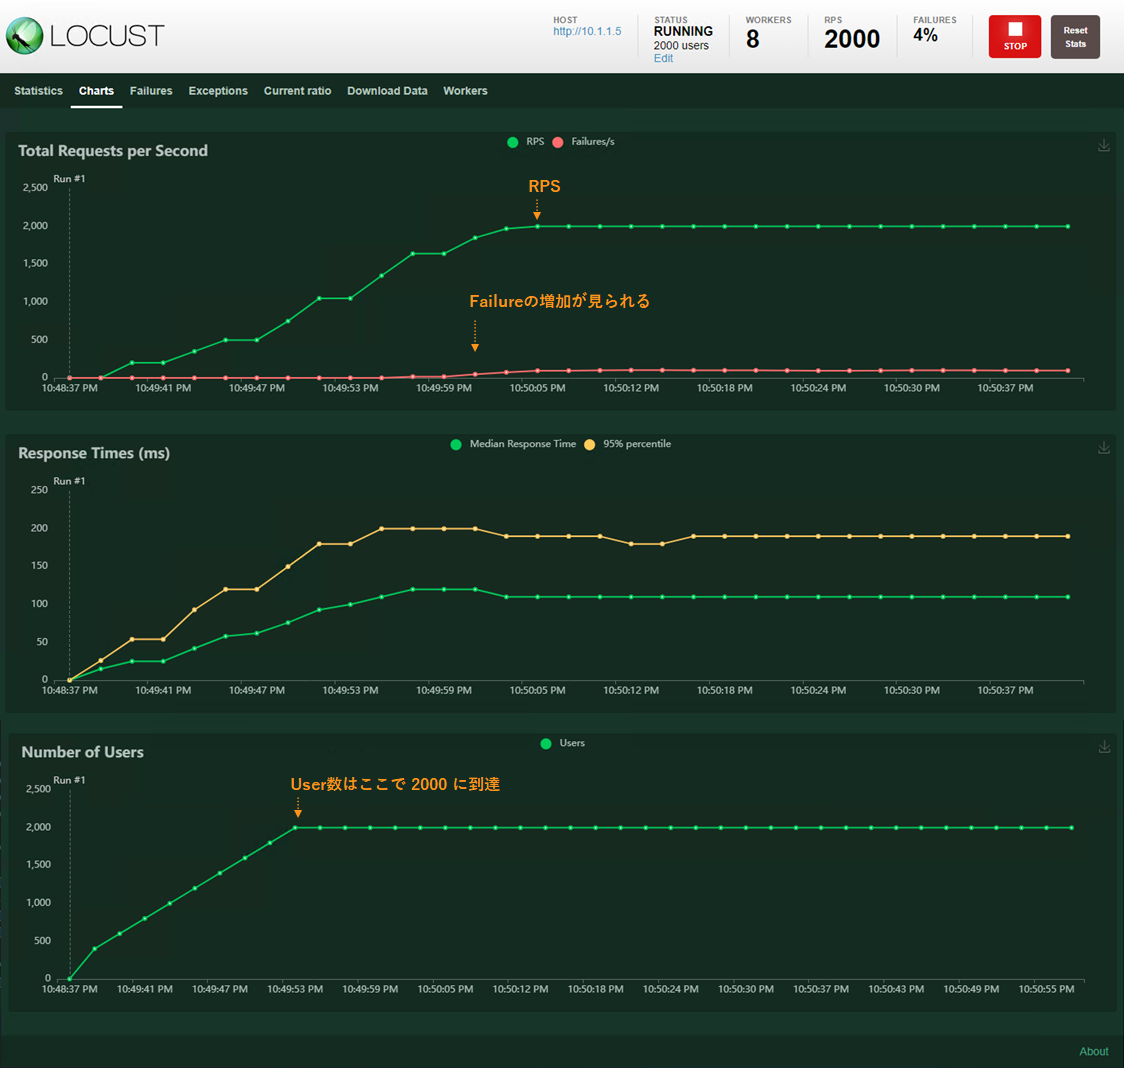 LOCUST
HOST
http://10.1.1.5
STATUS
RUNNING
2000 users
Edit
WORKERS
8
RPS
2000
FAILURES
4%
STOP
Reset
Stats
Statistics Charts Failures Exceptions Current ratio Download Data Workers
Total Requests per Second
RPS Failures/s
Run #1
2,500
2,000
1,500
1,000
500
0
RPS
Failureの増加が見られる
10:48:37 PM 10:49:41 PM 10:49:47 PM 10:49:53 PM 10:49:59 PM 10:50:05 PM 10:50:12 PM 10:50:18 PM 10:50:24 PM 10:50:30 PM 10:50:37 PM
Response Times (ms)
Median Response Time 95% percentile
Run #1
250
200
150
100
50
0
10:48:37 PM 10:49:41 PM 10:49:47 PM 10:49:53 PM 10:49:59 PM 10:50:05 PM 10:50:12 PM 10:50:18 PM 10:50:24 PM 10:50:30 PM 10:50:37 PM
Number of Users
Users
Run #1
2,500
2,000
1,500
1,000
500
0
User数はここで 2000 に到達
10:48:37 PM 10:49:41 PM 10:49:47 PM 10:49:53 PM 10:49:59 PM 10:50:05 PM 10:50:12 PM 10:50:18 PM 10:50:24 PM 10:50:30 PM 10:50:37 PM 10:50:43 PM 10:50:49 PM 10:50:55 PM
About